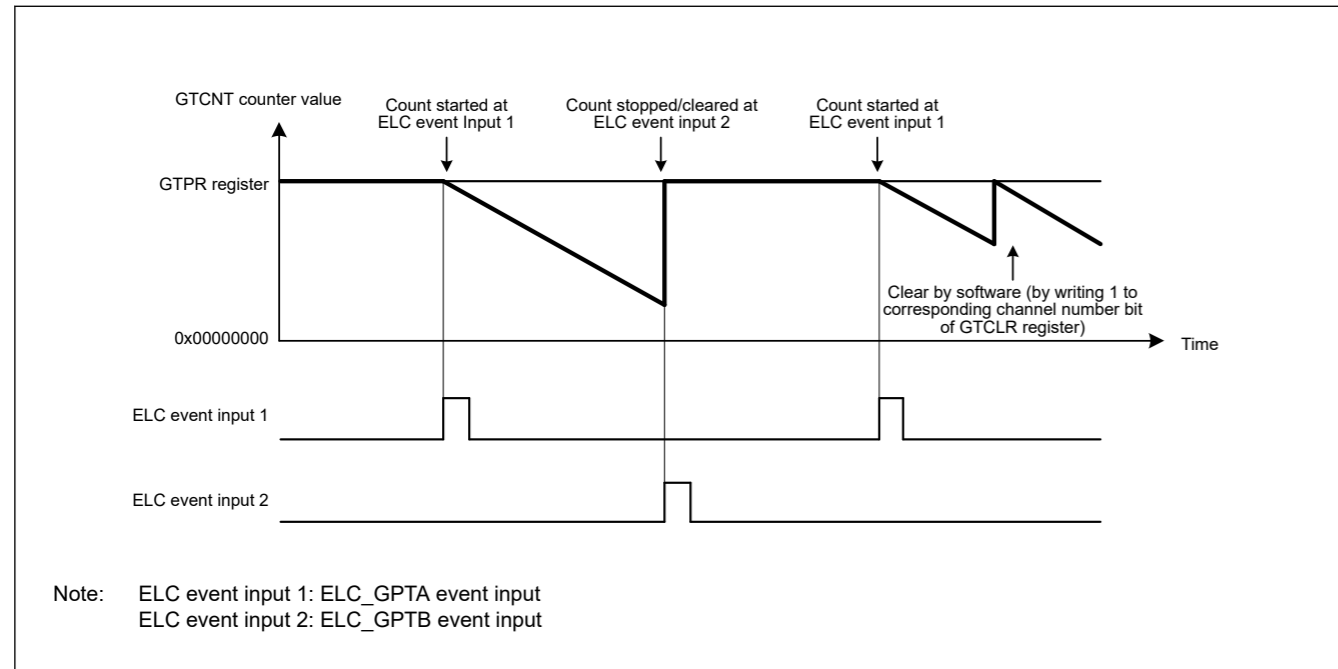 GTCNT counter value
Count started at
ELC event Input 1
Count stopped/cleared at
ELC event input 2
Count started at
ELC event input 1
GTPR register
Clear by software (by writing 1 to
corresponding channel number bit
of GTCLR register)
0x00000000
Time
ELC event input 1
ELC event input 2
Note: ELC event input 1: ELC_GPTA event input
ELC event input 2: ELC_GPTB event input